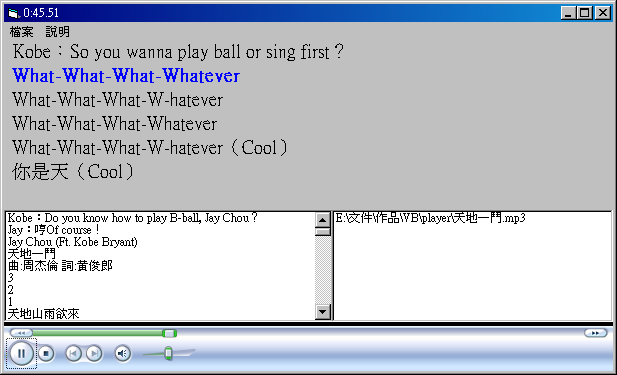 0:45.51
檔案 說明
Kobe：So you wanna play ball or sing first？
What-What-What-Whatever
What-What-What-W-hatever
What-What-What-Whatever
What-What-What-W-hatever（Cool）
你是天（Cool）
Kobe：Do you know how to play B-ball, Jay Chou？
Jay：哼Of course！
Jay Chou (Ft. Kobe Bryant)
天地一鬥
曲:周杰倫 詞:黃俊郎
3
2
1
天地山雨欲來
E:\文件\作品\VB\player\天地一鬥.mp3